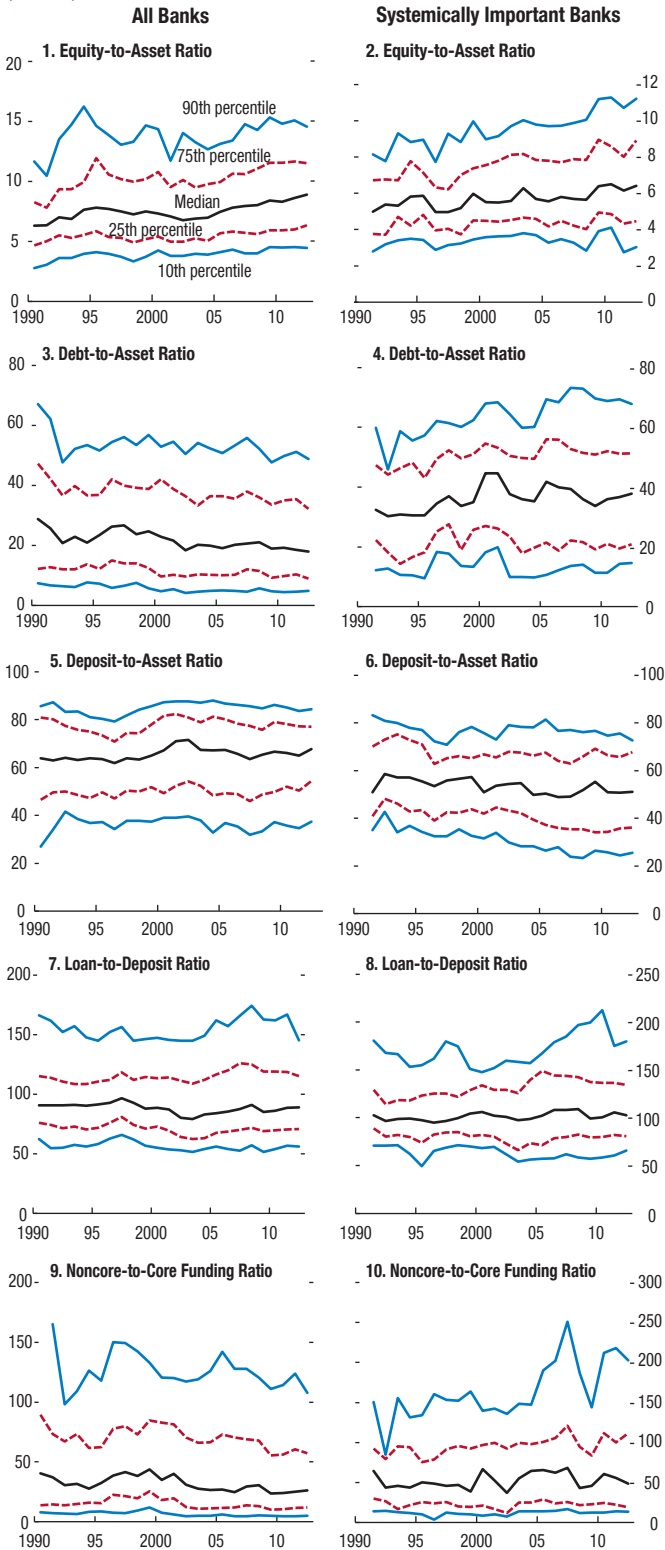 All Banks
Systemically Important Banks
1. Equity-to-Asset Ratio
2. Equity-to-Asset Ratio
20
15
10
5
0
90th percentile
75th percentile
Median
25th percentile
10th percentile
12
10
8
6
4
2
0
1990 95 2000 05 10
1990 95 2000 05 10
3. Debt-to-Asset Ratio
4. Debt-to-Asset Ratio
80
60
40
20
0
80
60
40
20
0
1990 95 2000 05 10
1990 95 2000 05 10
5. Deposit-to-Asset Ratio
6. Deposit-to-Asset Ratio
100
80
60
40
20
0
100
80
60
40
20
0
1990 95 2000 05 10
1990 95 2000 05 10
7. Loan-to-Deposit Ratio
8. Loan-to-Deposit Ratio
200
150
100
50
0
250
200
150
100
50
0
1990 95 2000 05 10
1990 95 2000 05 10
9. Noncore-to-Core Funding Ratio
10. Noncore-to-Core Funding Ratio
200
150
100
50
0
300
250
200
150
100
50
0
1990 95 2000 05 10
1990 95 2000 05 10